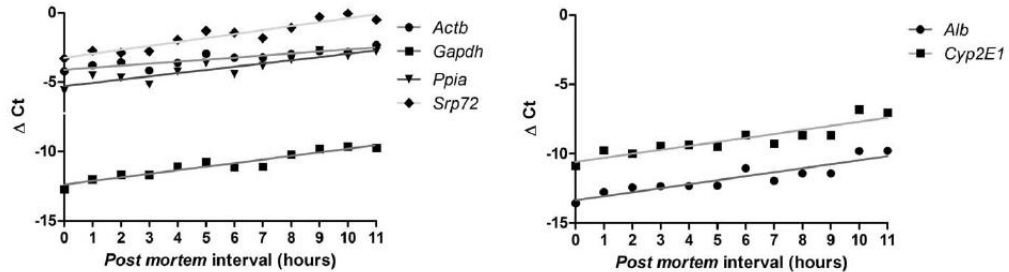 0
-5
-10
-15
Δ Ct
0 1 2 3 4 5 6 7 8 9 10 11
Post mortem interval (hours)
Actb
Gapdh
Ppia
Srp72
0
-5
-10
-15
Δ Ct
0 1 2 3 4 5 6 7 8 9 10 11
Post mortem interval (hours)
Alb
Cyp2E1